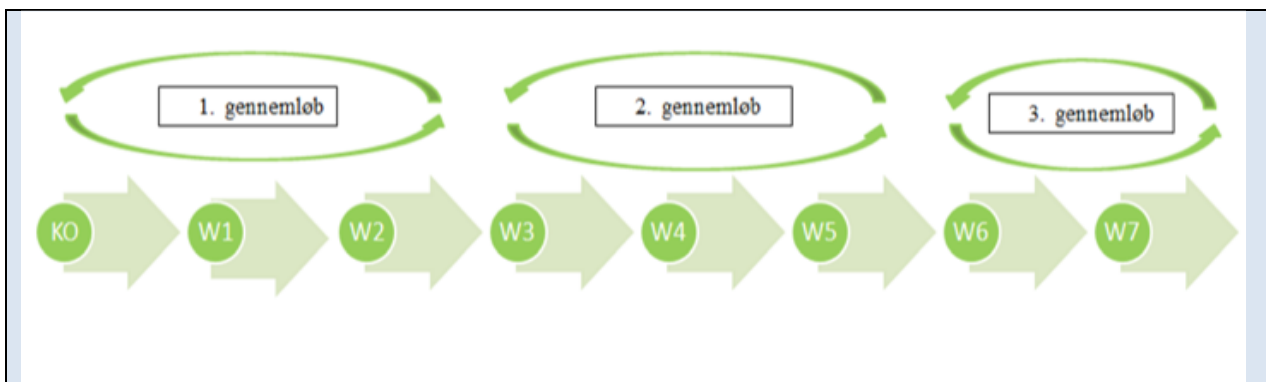 1. gennemløb
2. gennemløb
3. gennemløb
KO
W1
W2
W3
W4
W5
W6
W7